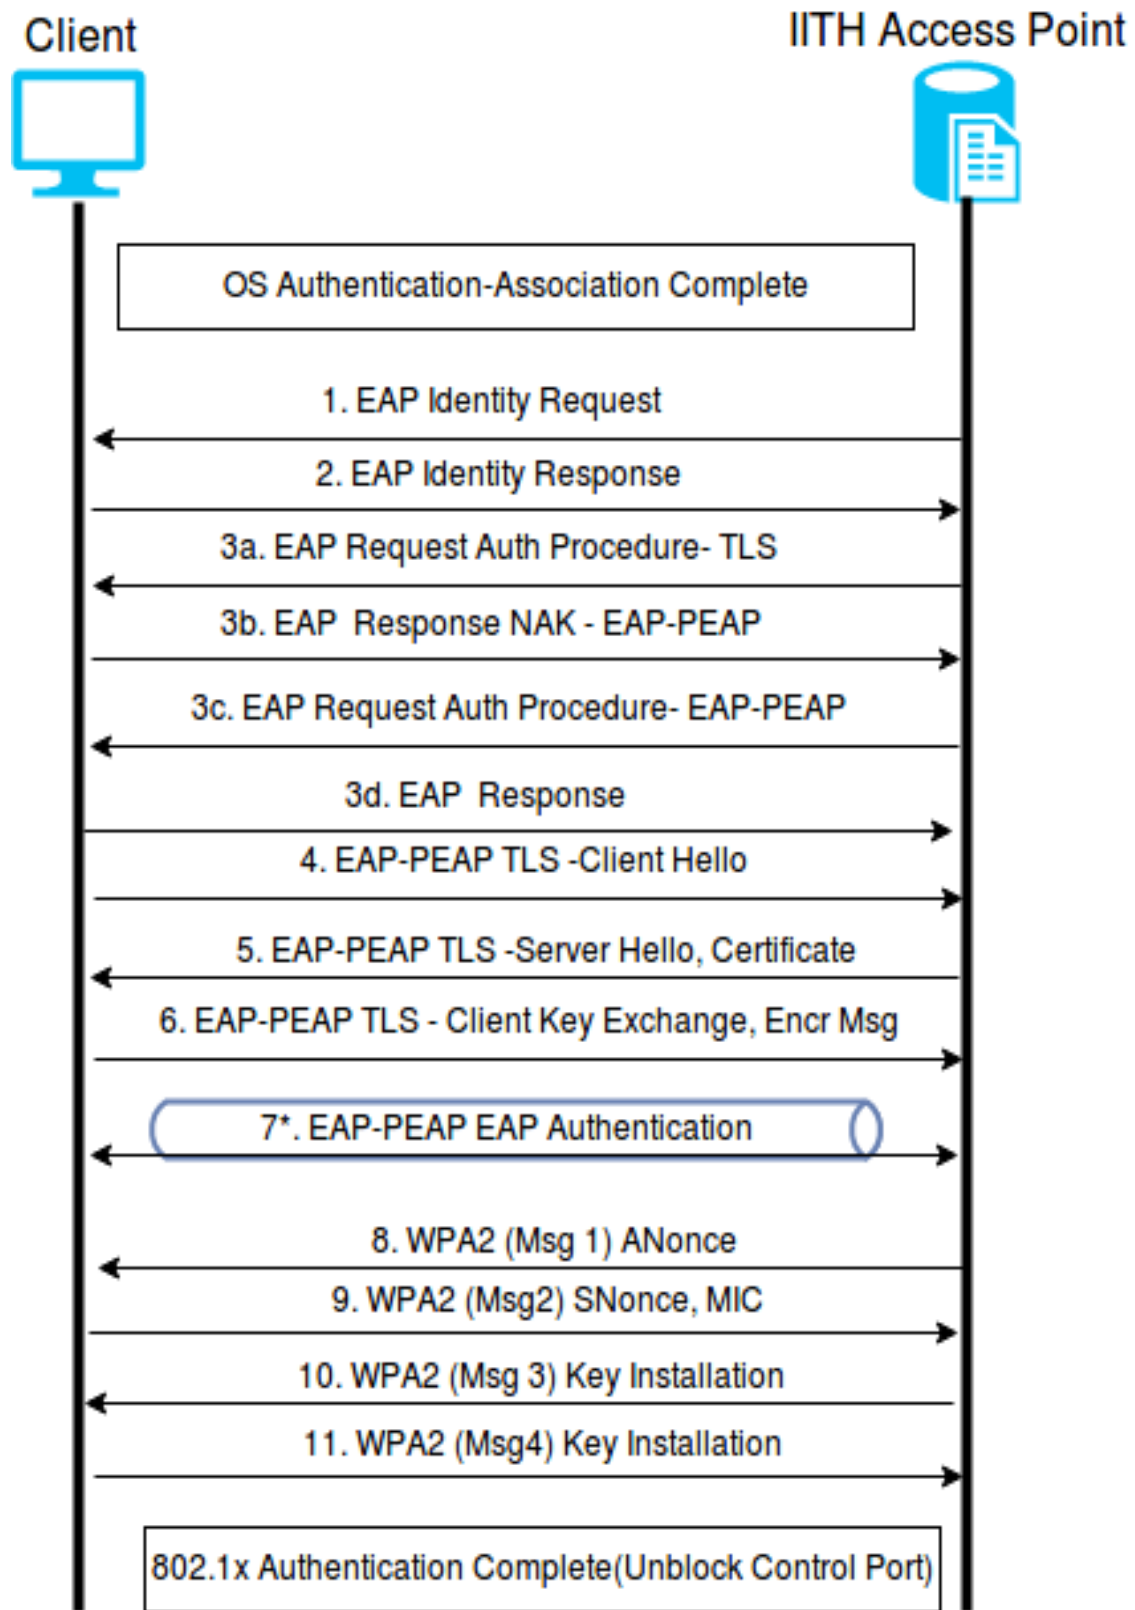 Client
IITH Access Point
OS Authentication-Association Complete
1. EAP Identity Request
2. EAP Identity Response
3a. EAP Request Auth Procedure- TLS
3b. EAP  Response NAK - EAP-PEAP
3c. EAP Request Auth Procedure- EAP-PEAP
3d. EAP  Response
4. EAP-PEAP TLS -Client Hello
5. EAP-PEAP TLS -Server Hello, Certificate
6. EAP-PEAP TLS - Client Key Exchange, Encr Msg
7*. EAP-PEAP EAP Authentication
8. WPA2 (Msg 1) ANonce
9. WPA2 (Msg2) SNonce, MIC
10. WPA2 (Msg 3) Key Installation
11. WPA2 (Msg4) Key Installation
802.1x Authentication Complete(Unblock Control Port)